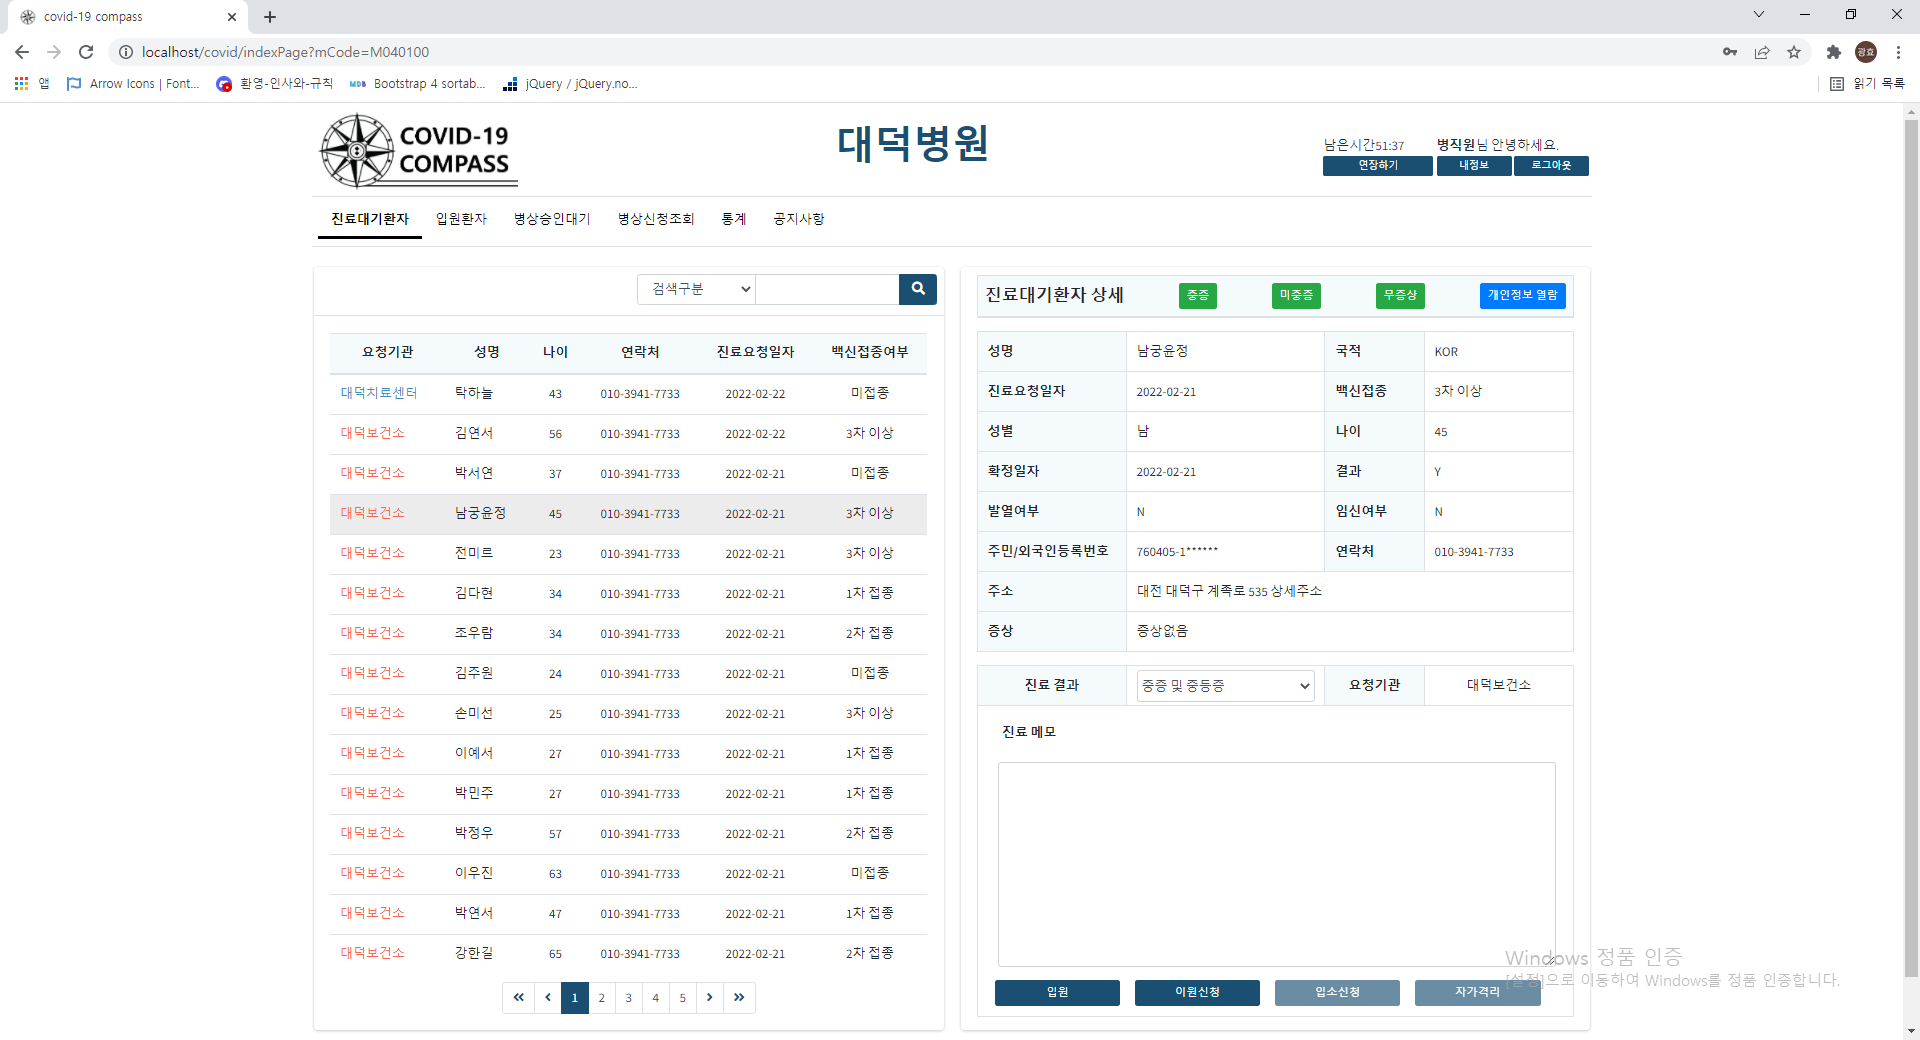 covid-19 compass
localhost/covid/indexPage?mCode=M040100
광효
앱
Arrow Icons | Font...
환영-인사와-규칙
MDB Bootstrap 4 sortab...
jQuery / jQuery.no...
읽기 목록
COVID-19
COMPASS
대덕병원
남은시간51:37 병직원님 안녕하세요.
연장하기 내정보 로그아웃
진료대기환자 입원환자 병상승인대기 병상신청조회 통계 공지사항
검색구분
요청기관 성명 나이 연락처 진료요청일자 백신접종여부
대덕치료센터 탁하늘 43 010-3941-7733 2022-02-22 미접종
대덕보건소 김연서 56 010-3941-7733 2022-02-22 3차 이상
대덕보건소 박서연 37 010-3941-7733 2022-02-21 미접종
대덕보건소 남궁윤정 45 010-3941-7733 2022-02-21 3차 이상
대덕보건소 전미르 23 010-3941-7733 2022-02-21 3차 이상
대덕보건소 김다현 34 010-3941-7733 2022-02-21 1차 접종
대덕보건소 조우람 34 010-3941-7733 2022-02-21 2차 접종
대덕보건소 김주원 24 010-3941-7733 2022-02-21 미접종
대덕보건소 손미선 25 010-3941-7733 2022-02-21 3차 이상
대덕보건소 이예서 27 010-3941-7733 2022-02-21 1차 접종
대덕보건소 박민주 27 010-3941-7733 2022-02-21 1차 접종
대덕보건소 박정우 57 010-3941-7733 2022-02-21 2차 접종
대덕보건소 이우진 63 010-3941-7733 2022-02-21 미접종
대덕보건소 박연서 47 010-3941-7733 2022-02-21 1차 접종
대덕보건소 강한길 65 010-3941-7733 2022-02-21 2차 접종
« ‹ 1 2 3 4 5 › »
진료대기환자 상세 중증 미중증 무증상 개인정보 열람
성명 남궁윤정 국적 KOR
진료요청일자 2022-02-21 백신접종 3차 이상
성별 남 나이 45
확정일자 2022-02-21 결과 Y
발열여부 N 임신여부 N
주민/외국인등록번호 760405-1****** 연락처 010-3941-7733
주소 대전 대덕구 계족로 535 상세주소
증상 증상없음
진료 결과 중증 및 중등증 요청기관 대덕보건소
진료 메모
입원 이원신청 입소신청 자가격리
Windows 정품 인증
[설정]으로 이동하여 Windows를 정품 인증합니다.